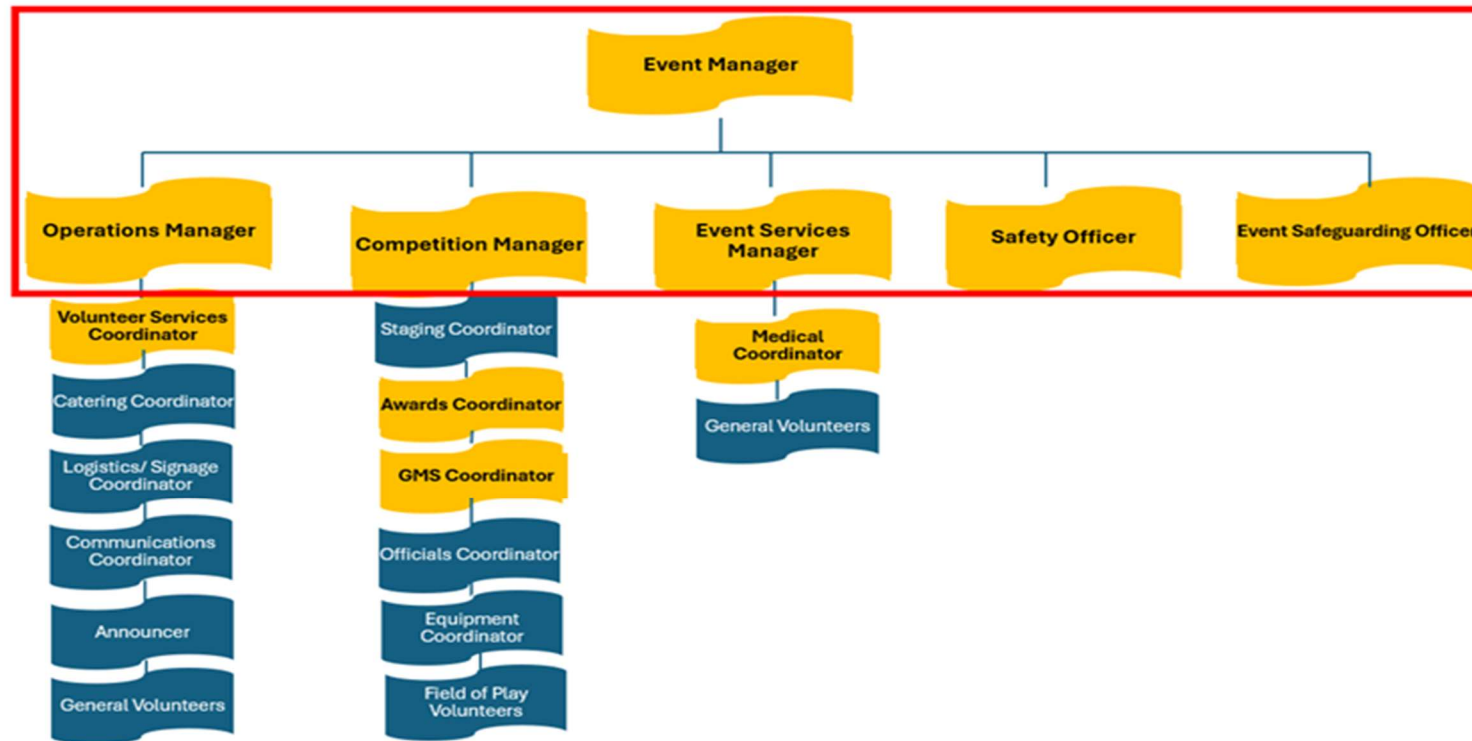 Event Manager
Operations Manager
Competition Manager
Event Services
Manager
Safety Officer
Event Safeguarding Officer
Volunteer Services
Coordinator
Catering Coordinator
Logistics/ Signage
Coordinator
Communications
Coordinator
Announcer
General Volunteers
Staging Coordinator
Awards Coordinator
GMS Coordinator
Officials Coordinator
Equipment
Coordinator
Field of Play
Volunteers
Medical
Coordinator
General Volunteers